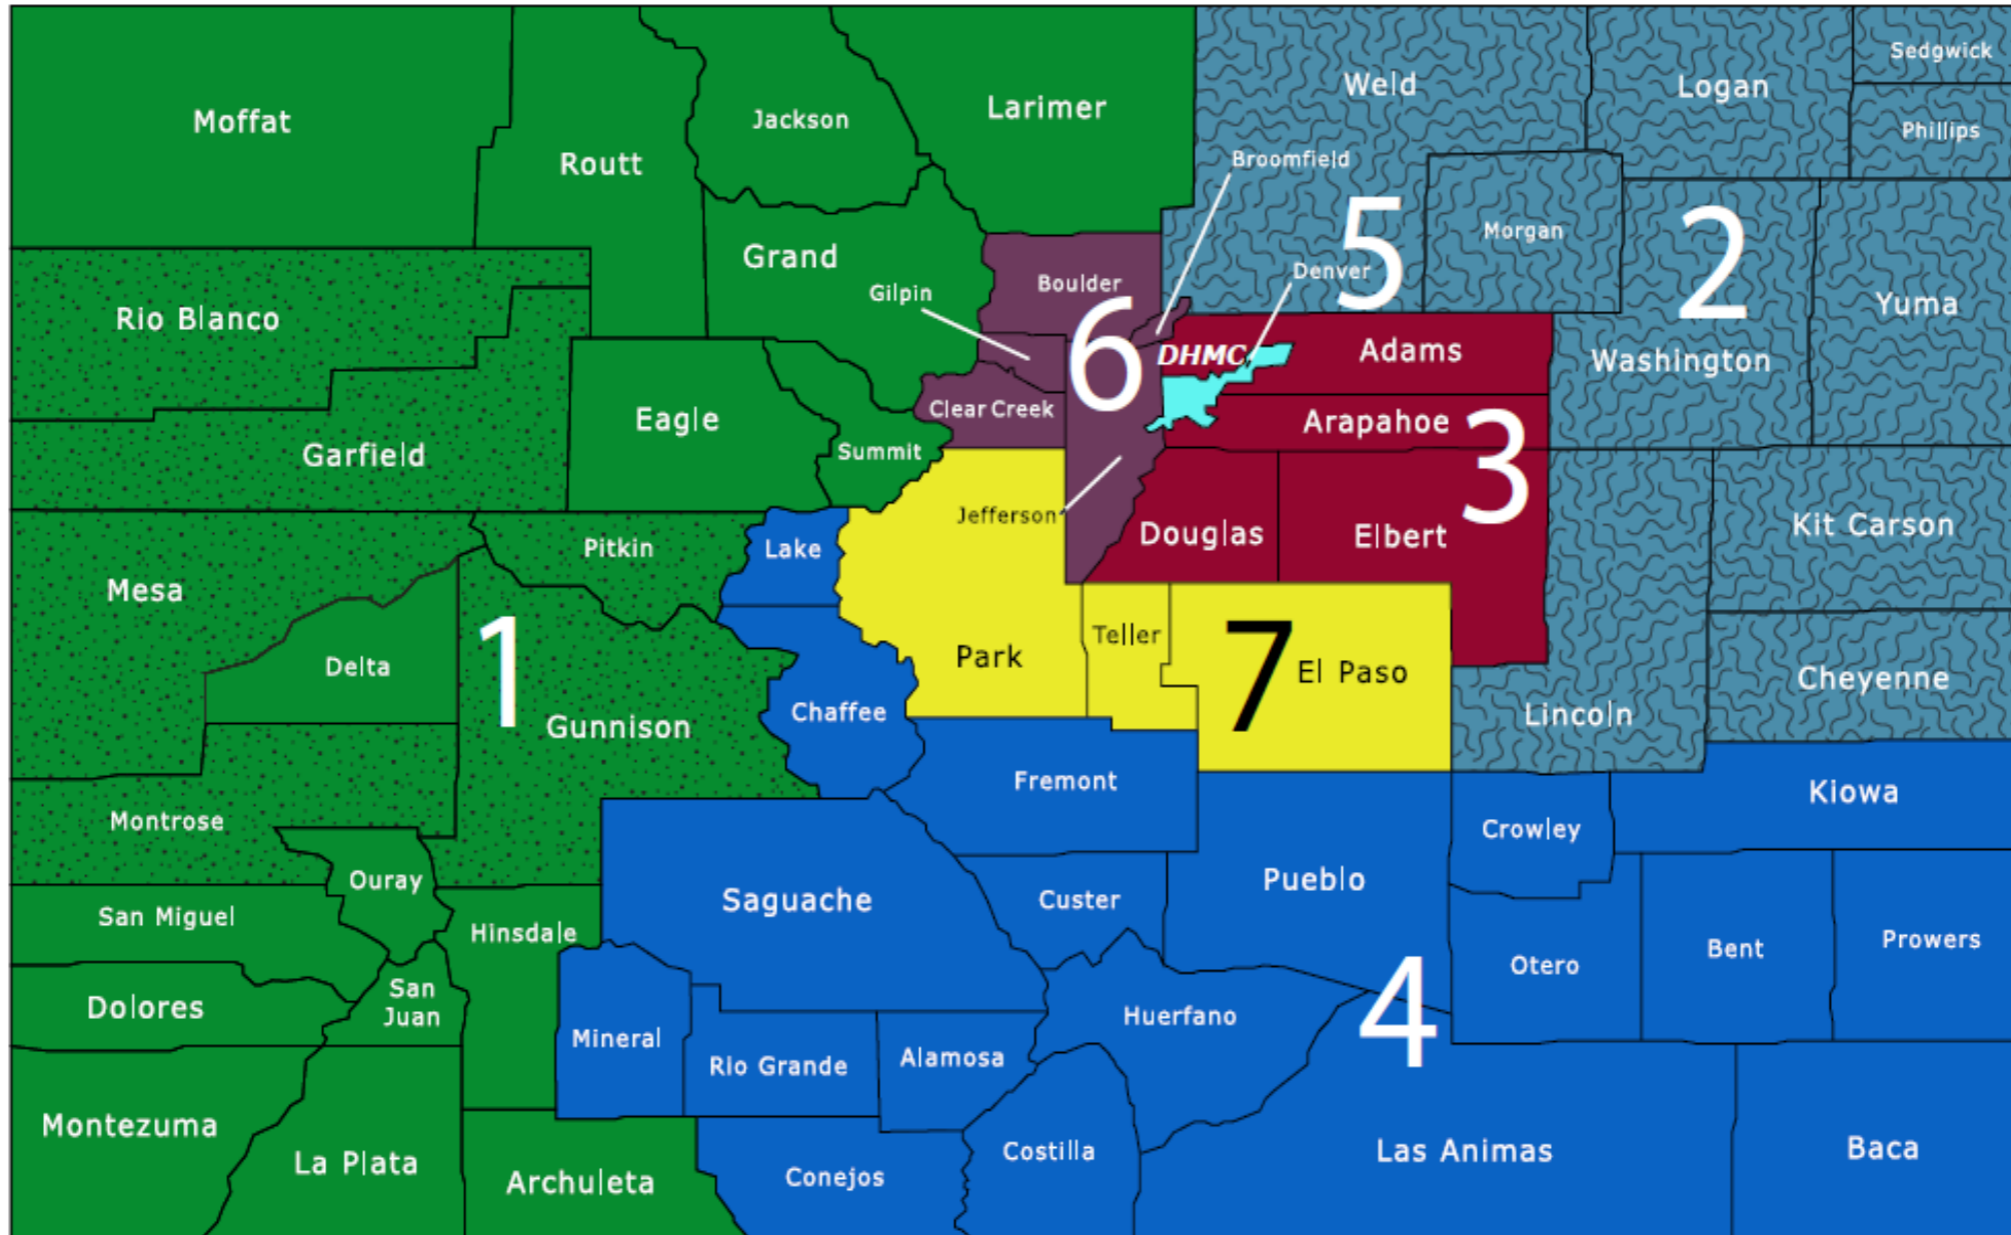 Moffat
Routt
Jackson
Larimer
Weld
Logan
Sedgwick
Phillips
Broomfield
Morgan
5
2
Grand
Boulder
Denver
Gilpin
Rio Blanco
Yuma
6
DHMC
Adams
Washington
Eagle
Clear Creek
Arapahoe
Garfield
Summit
3
Jefferson
Douglas
Elbert
Kit Carson
Pitkin
Lake
Mesa
Teller
Park
7
El Paso
Delta
1
Cheyenne
Gunnison
Chaffee
Lincoln
Fremont
Kiowa
Montrose
Crowley
Ouray
Pueblo
Saguache
Custer
San Miguel
Hinsdale
Prowers
Bent
Otero
San
Juan
Dolores
4
Huerfano
Mineral
Rio Grande
Alamosa
Montezuma
La Plata
Costilla
Las Animas
Baca
Archuleta
Conejos